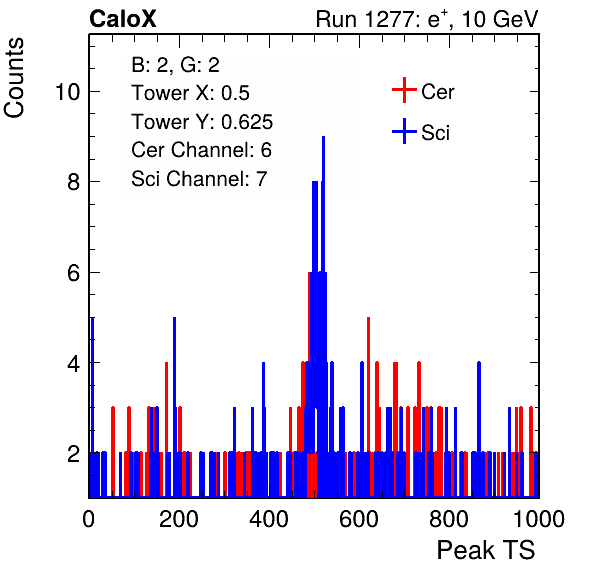 CaloX Run 1277: e⁺, 10 GeV
Counts
B: 2, G: 2
Tower X: 0.5
Tower Y: 0.625
Cer Channel: 6
Sci Channel: 7
Cer
Sci
10
8
6
4
2
0 200 400 600 800 1000
Peak TS